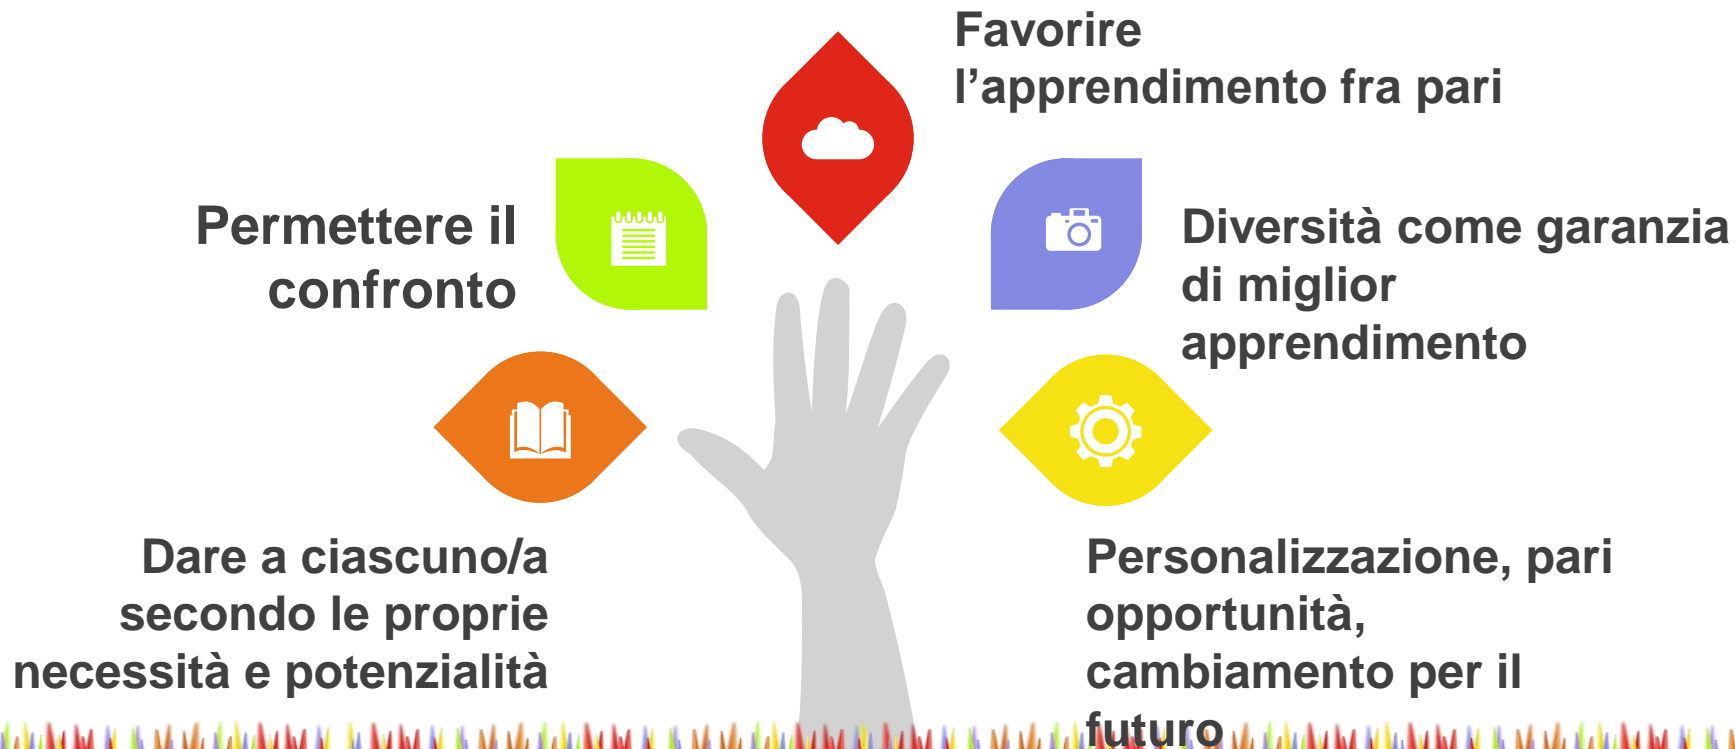 Favorire
l’apprendimento fra pari
Permettere il
confronto
Diversità come garanzia
di miglior
apprendimento
Dare a ciascuno/a
secondo le proprie
necessità e potenzialità
Personalizzazione, pari
opportunità,
cambiamento per il
futuro